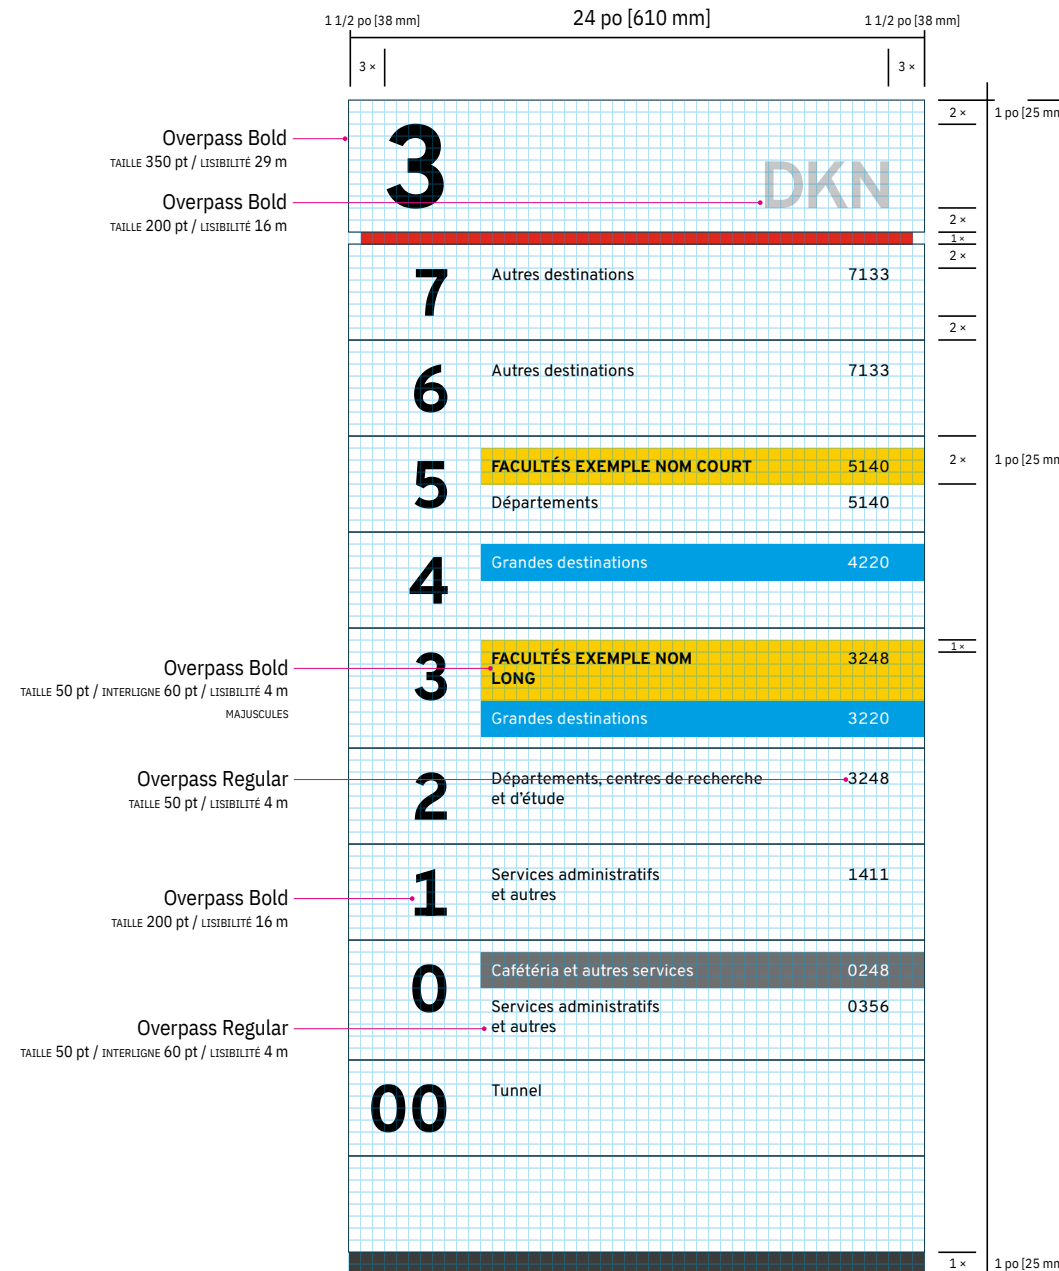 1 1/2 po [38 mm] 24 po [610 mm] 1 1/2 po [38 mm]
3 × 3 ×
2 × 1 po [25 mm
Overpass Bold
TAILLE 350 pt / LISIBILITÉ 29 m
3
DKN
Overpass Bold
TAILLE 200 pt / LISIBILITÉ 16 m
2 ×
1 ×
2 ×
7 Autres destinations 7133
2 ×
6 Autres destinations 7133
5 FACULTÉS EXEMPLE NOM COURT 5140
2 × 1 po [25 mm
Départements 5140
4 Grandes destinations 4220
1 ×
Overpass Bold
TAILLE 50 pt / INTERLIGNE 60 pt / LISIBILITÉ 4 m
MAJUSCULES
3 FACULTÉS EXEMPLE NOM 3248
LONG
Grandes destinations 3220
Overpass Regular
TAILLE 50 pt / LISIBILITÉ 4 m
2 Départements, centres de recherche 3248
et d'étude
1 Services administratifs 1411
et autres
Overpass Bold
TAILLE 200 pt / LISIBILITÉ 16 m
0 Cafétéria et autres services 0248
Services administratifs 0356
et autres
Overpass Regular
TAILLE 50 pt / INTERLIGNE 60 pt / LISIBILITÉ 4 m
00 Tunnel
1 × 1 po [25 mm